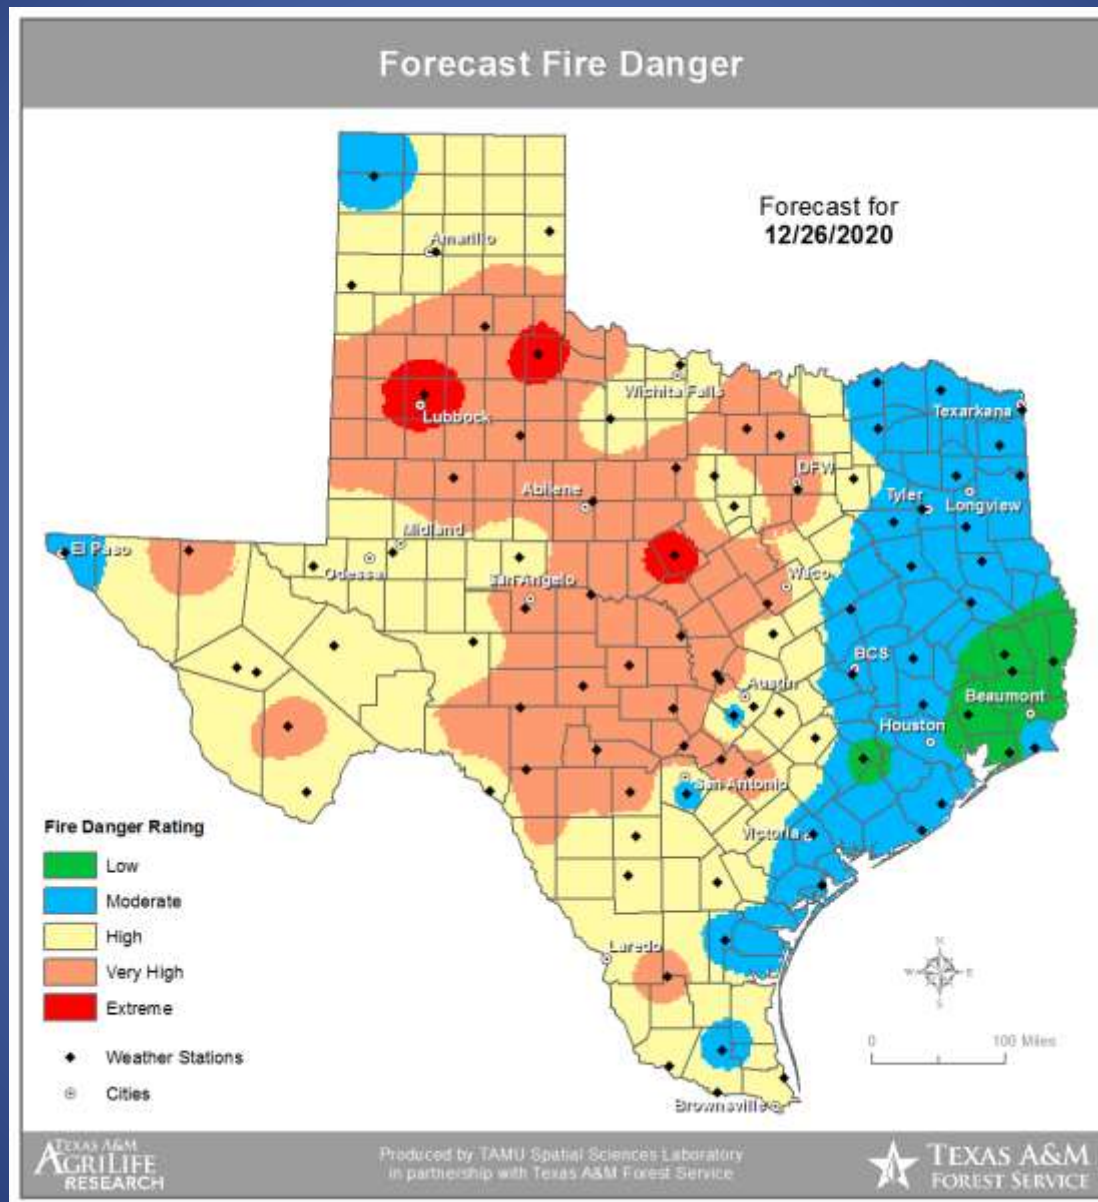 Forecast Fire Danger
Forecast for
12/26/2020
Amarillo
Wichita Falls
Lubbock
Texarkana
DFW
Abilene
Tyler
Longview
Midland
El Paso
Odessa
San Angelo
Waco
BCS
Austin
Beaumont
Houston
San Antonio
Victoria
Laredo
Brownsville
Fire Danger Rating
Low
Moderate
High
Very High
Extreme
Weather Stations
Cities
N
W E
S
0 100 Miles
TEXAS A&M
AGRILIFE
RESEARCH
Produced by TAMU Spatial Sciences Laboratory
in partnership with Texas A&M Forest Service
TEXAS A&M
FOREST SERVICE